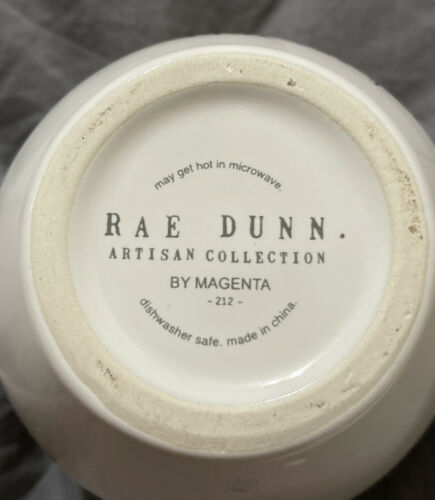 may get hot in microwave.
RAE DUNN.
ARTISAN COLLECTION
BY MAGENTA
- 212 -
dishwasher safe. made in china.